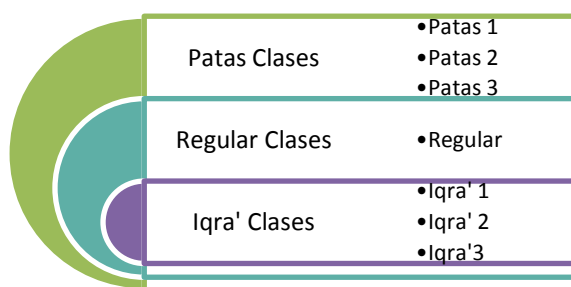 Patas Clases
•Patas 1
•Patas 2
•Patas 3
Regular Clases
•Regular
Iqra' Clases
•Iqra' 1
•Iqra' 2
•Iqra'3